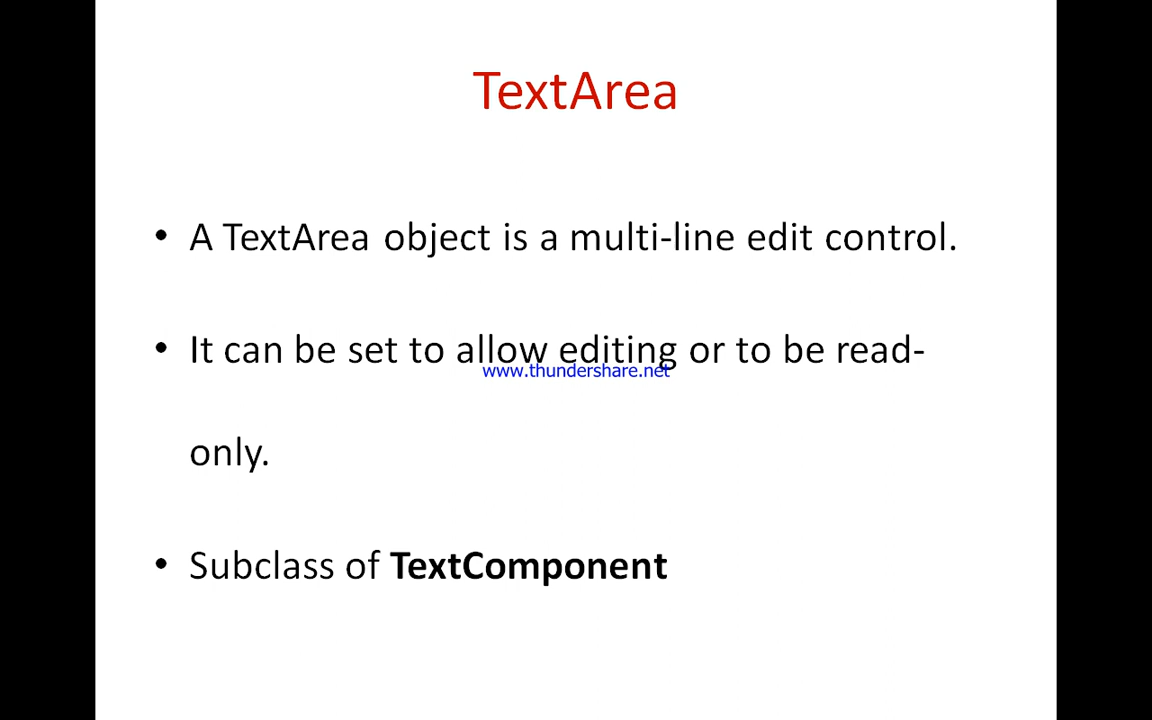 TextArea
• A TextArea object is a multi-line edit control.
• It can be set to allow editing or to be read-
www.thundershare.net
only.
• Subclass of TextComponent